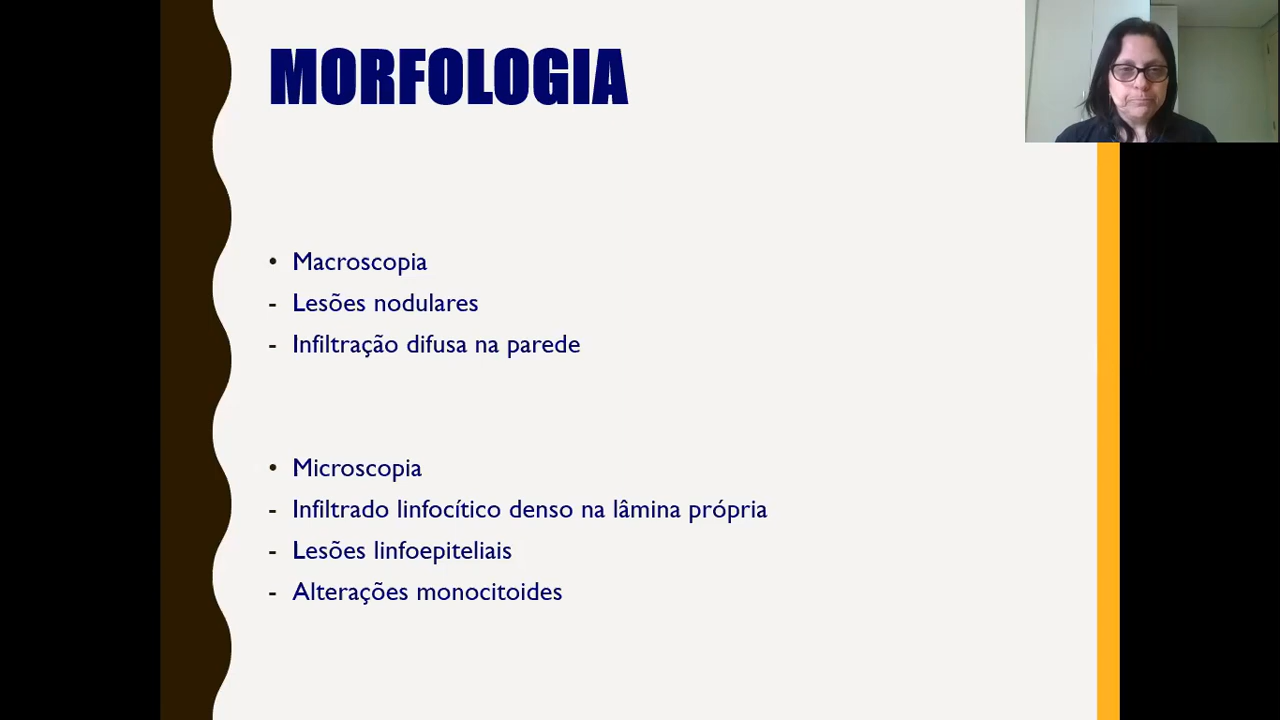 MORFOLOGIA
• Macroscopia
- Lesões nodulares
- Infiltração difusa na parede
• Microscopia
- Infiltrado linfocítico denso na lâmina própria
- Lesões linfoepiteliais
- Alterações monocitoides